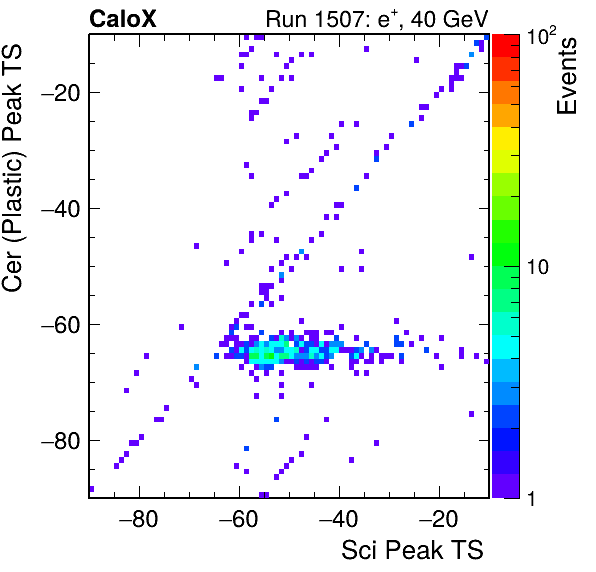 CaloX
Run 1507: e+, 40 GeV
Cer (Plastic) Peak TS
−20
−40
−60
−80
−80
−60
−40
−20
Sci Peak TS
10²
10
1
Events